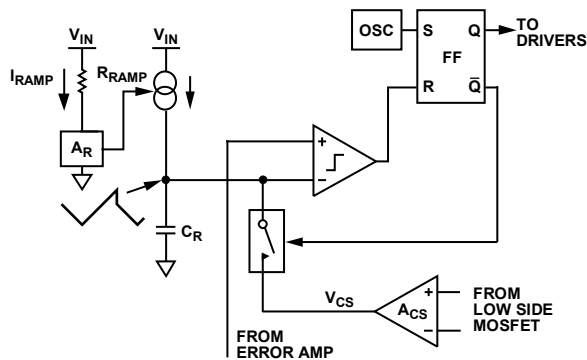 V_IN
V_IN
I_RAMP
R_RAMP
A_R
C_R
OSC
S
Q
FF
R
Q̅
TO
DRIVERS
+
−
V_CS
A_CS
+
−
FROM
LOW SIDE
MOSFET
FROM
ERROR AMP